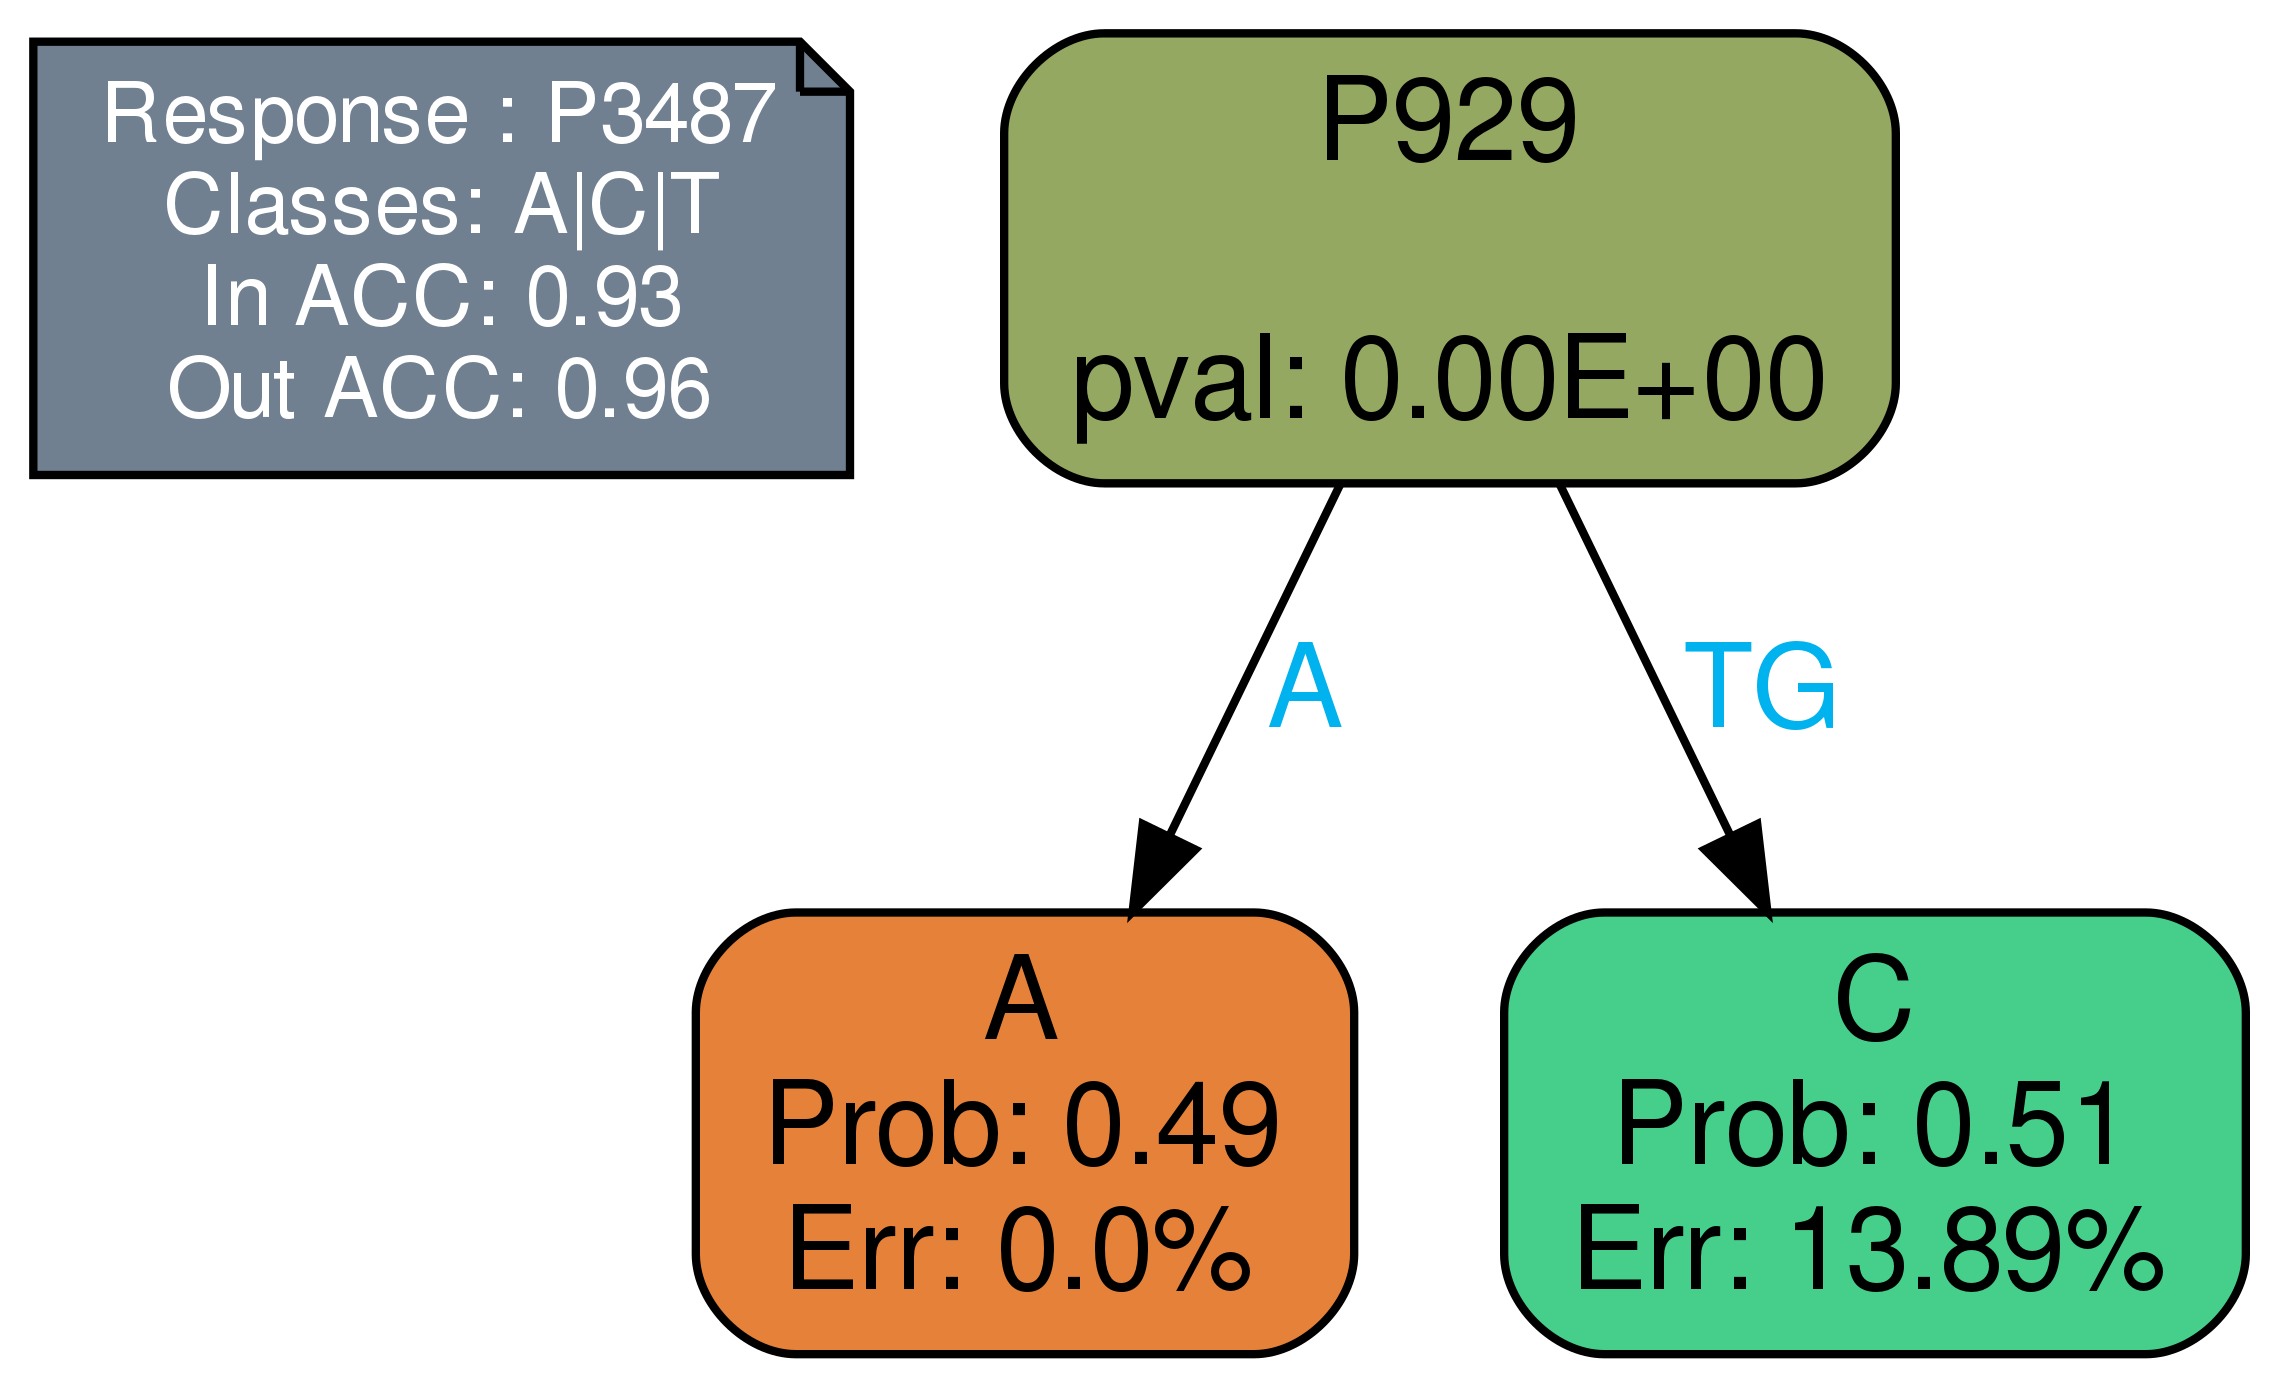 Response : P3487
Classes: A|C|T
In ACC: 0.93
Out ACC: 0.96
P929
pval: 0.00E+00
A
TG
A
Prob: 0.49
Err: 0.0%
C
Prob: 0.51
Err: 13.89%